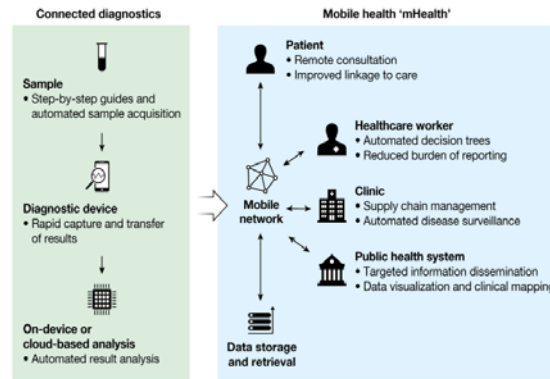 Connected diagnostics
Sample
• Step-by-step guides and
automated sample acquisition
Diagnostic device
• Rapid capture and transfer
of results
On-device or
cloud-based analysis
• Automated result analysis
Mobile health ‘mHealth’
Patient
• Remote consultation
• Improved linkage to care
Healthcare worker
• Automated decision trees
• Reduced burden of reporting
Mobile
network
Clinic
• Supply chain management
• Automated disease surveillance
Public health system
• Targeted information dissemination
• Data visualization and clinical mapping
Data storage
and retrieval